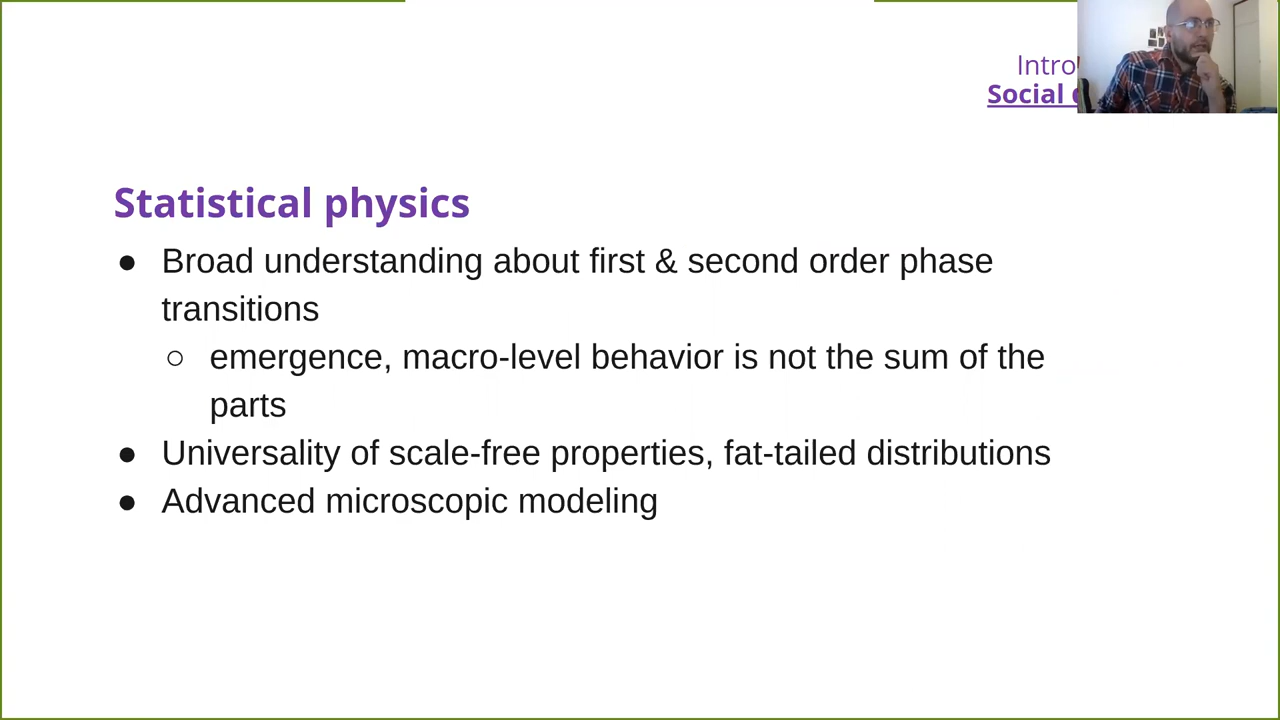 Intro
Social
Statistical physics
● Broad understanding about first & second order phase
transitions
○ emergence, macro-level behavior is not the sum of the
parts
● Universality of scale-free properties, fat-tailed distributions
● Advanced microscopic modeling